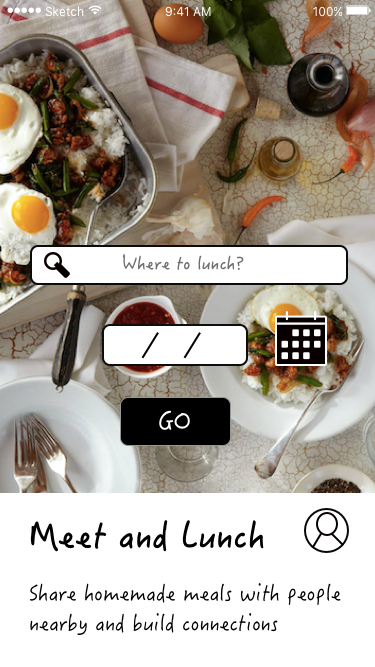 Sketch 9:41 AM 100%
Where to lunch?
/ /
GO
Meet and Lunch
Share homemade meals with people
nearby and build connections